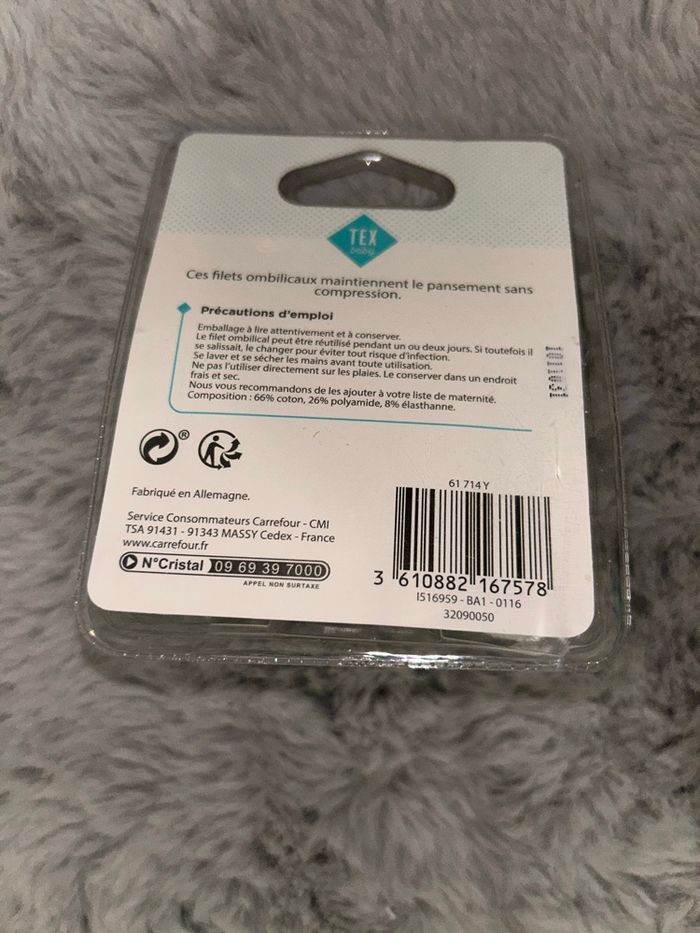 TEX
baby
Ces filets ombilicaux maintiennent le pansement sans
compression.
Précautions d'emploi
Emballage à lire attentivement et à conserver.
Le filet ombilical peut être réutilisé pendant un ou deux jours. Si toutefois il
se salissait, le changer pour éviter tout risque d'infection.
Se laver et se sécher les mains avant toute utilisation.
Ne pas l'utiliser directement sur les plaies. Le conserver dans un endroit
frais et sec.
Nous vous recommandons de les ajouter à votre liste de maternité.
Composition : 66% coton, 26% polyamide, 8% élasthanne.
®
Fabriqué en Allemagne.
Service Consommateurs Carrefour - CMI
TSA 91431 - 91343 MASSY Cedex - France
www.carrefour.fr
N°Cristal 09 69 39 7000
APPEL NON SURTAXE
61 714 Y
3 610882 167578
I516959 - BA1 - 0116
32090050